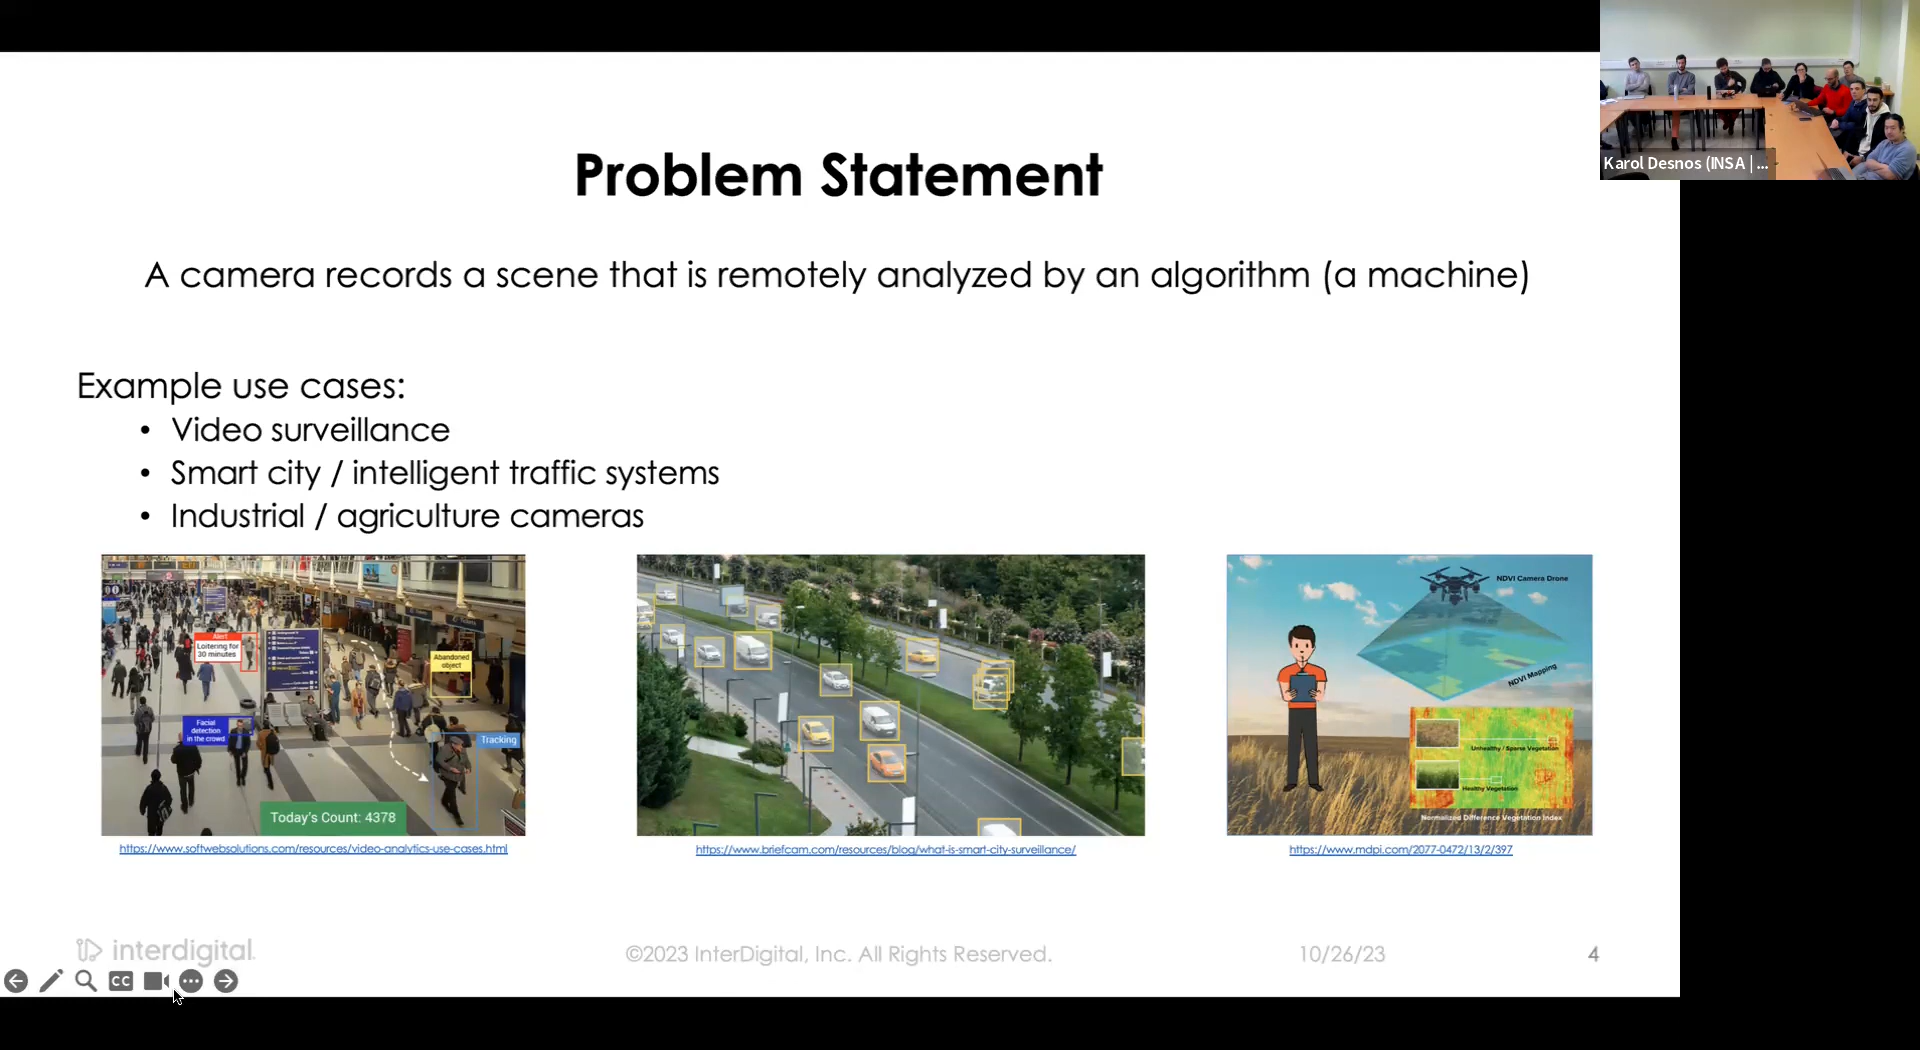 Karol Desnos (INSA | ...
Problem Statement
A camera records a scene that is remotely analyzed by an algorithm (a machine)
Example use cases:
• Video surveillance
• Smart city / intelligent traffic systems
• Industrial / agriculture cameras
Alert
Loitering for
30 minutes
Facial
detection
in the crowd
Abandoned
object
Tracking
Today's Count: 4378
NDVI Camera Drone
NDVI Mapping
Unhealthy / Sparse Vegetation
Healthy Vegetation
Normalized Difference Vegetation Index
https://www.softwebsolutions.com/resources/video-analytics-use-cases.html
https://www.briefcam.com/resources/blog/what-is-smart-city-surveillance/
https://www.mdpi.com/2077-0472/13/2/397
interdigital
©2023 InterDigital, Inc. All Rights Reserved.
10/26/23
4
CC